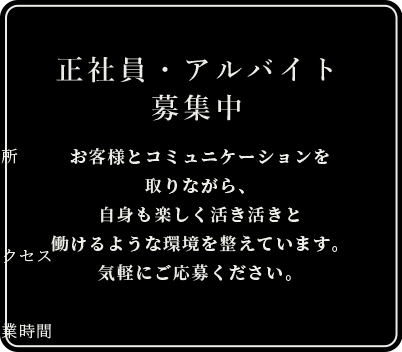 正社員・アルバイト
募集中
お客様とコミュニケーションを
取りながら、
自身も楽しく活き活きと
働けるような環境を整えています。
気軽にご応募ください。
所
クセス
業時間